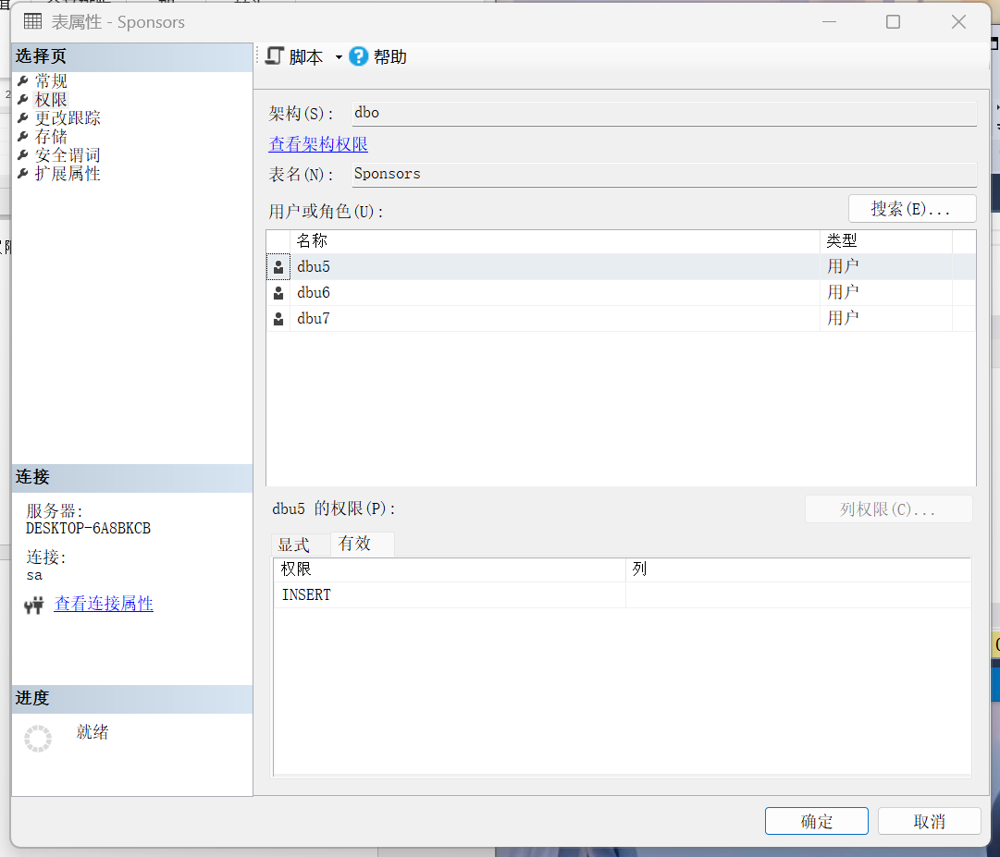 表属性 - Sponsors
选择页
常规
权限
更改跟踪
存储
安全谓词
扩展属性
脚本
帮助
架构(S):
dbo
查看架构权限
表名(N):
Sponsors
用户或角色(U):
搜索(E)...
名称 类型
dbu5 用户
dbu6 用户
dbu7 用户
连接
服务器:
DESKTOP-6A8BKCB
连接:
sa
查看连接属性
进度
就绪
dbu5 的权限(P):
列权限(C)...
显式 有效
权限 列
INSERT
确定 取消